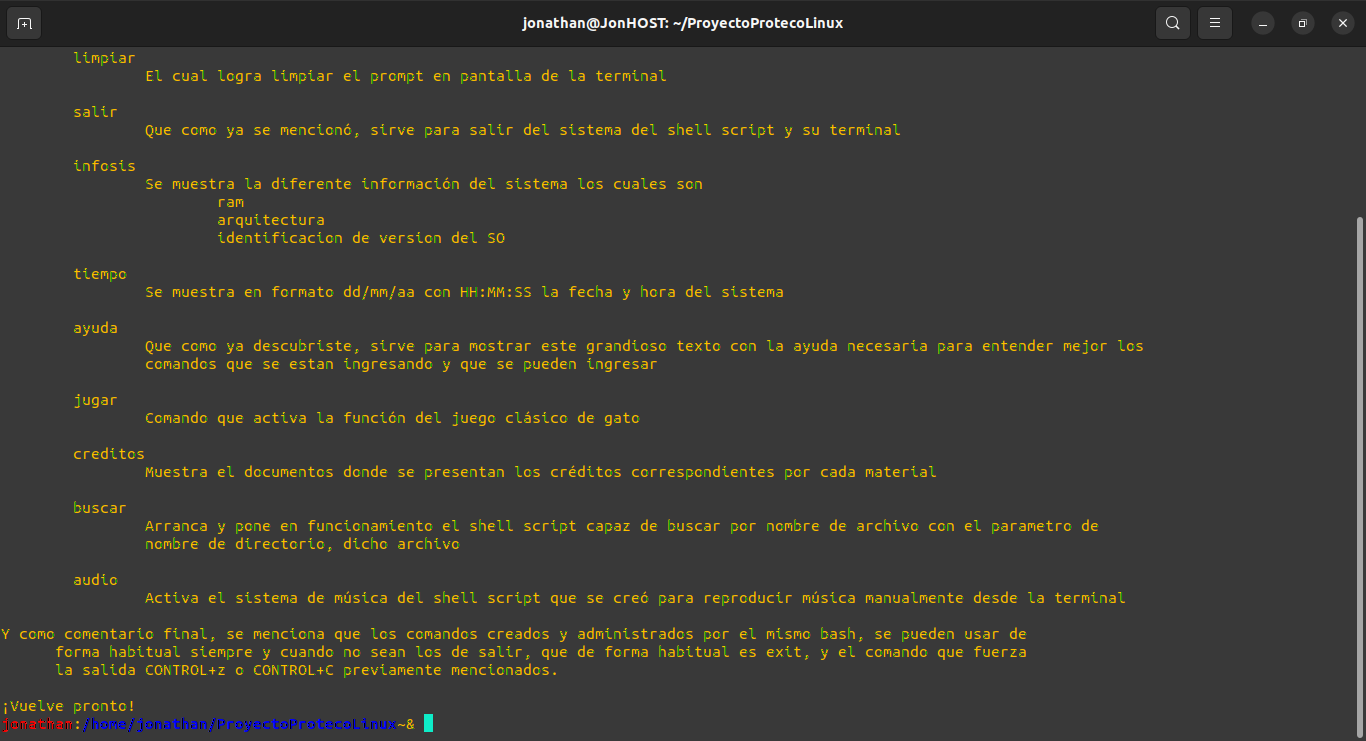 jonathan@JonHOST: ~/ProyectoProtecoLinux
limpiar
El cual logra limpiar el prompt en pantalla de la terminal
salir
Que como ya se mencionó, sirve para salir del sistema del shell script y su terminal
infosis
Se muestra la diferente información del sistema los cuales son
ram
arquitectura
identificacion de version del SO
tiempo
Se muestra en formato dd/mm/aa con HH:MM:SS la fecha y hora del sistema
ayuda
Que como ya descubriste, sirve para mostrar este grandioso texto con la ayuda necesaria para entender mejor los
comandos que se estan ingresando y que se pueden ingresar
jugar
Comando que activa la función del juego clásico de gato
creditos
Muestra el documentos donde se presentan los créditos correspondientes por cada material
buscar
Arranca y pone en funcionamiento el shell script capaz de buscar por nombre de archivo con el parametro de
nombre de directorio, dicho archivo
audio
Activa el sistema de música del shell script que se creó para reproducir música manualmente desde la terminal
Y como comentario final, se menciona que los comandos creados y administrados por el mismo bash, se pueden usar de
forma habitual siempre y cuando no sean los de salir, que de forma habitual es exit, y el comando que fuerza
la salida CONTROL+z o CONTROL+C previamente mencionados.
¡Vuelve pronto!
jonathan:/home/jonathan/ProyectoProtecoLinux~&